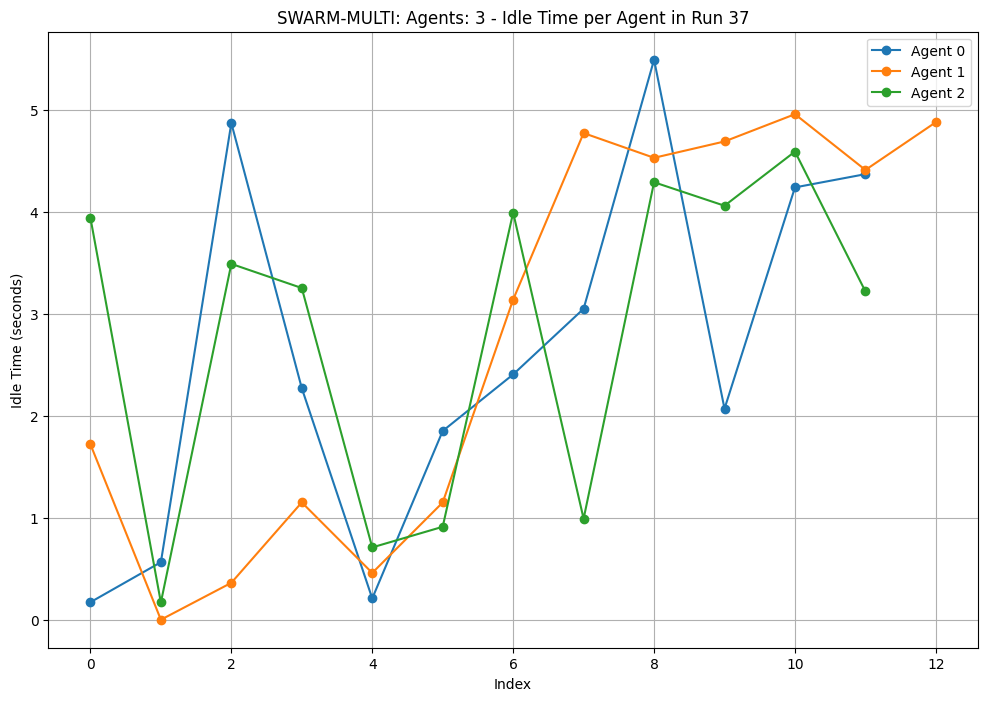 SWARM-MULTI: Agents: 3 - Idle Time per Agent in Run 37
Agent 0
Agent 1
Agent 2
Idle Time (seconds)
5
4
3
2
1
0
0 2 4 6 8 10 12
Index